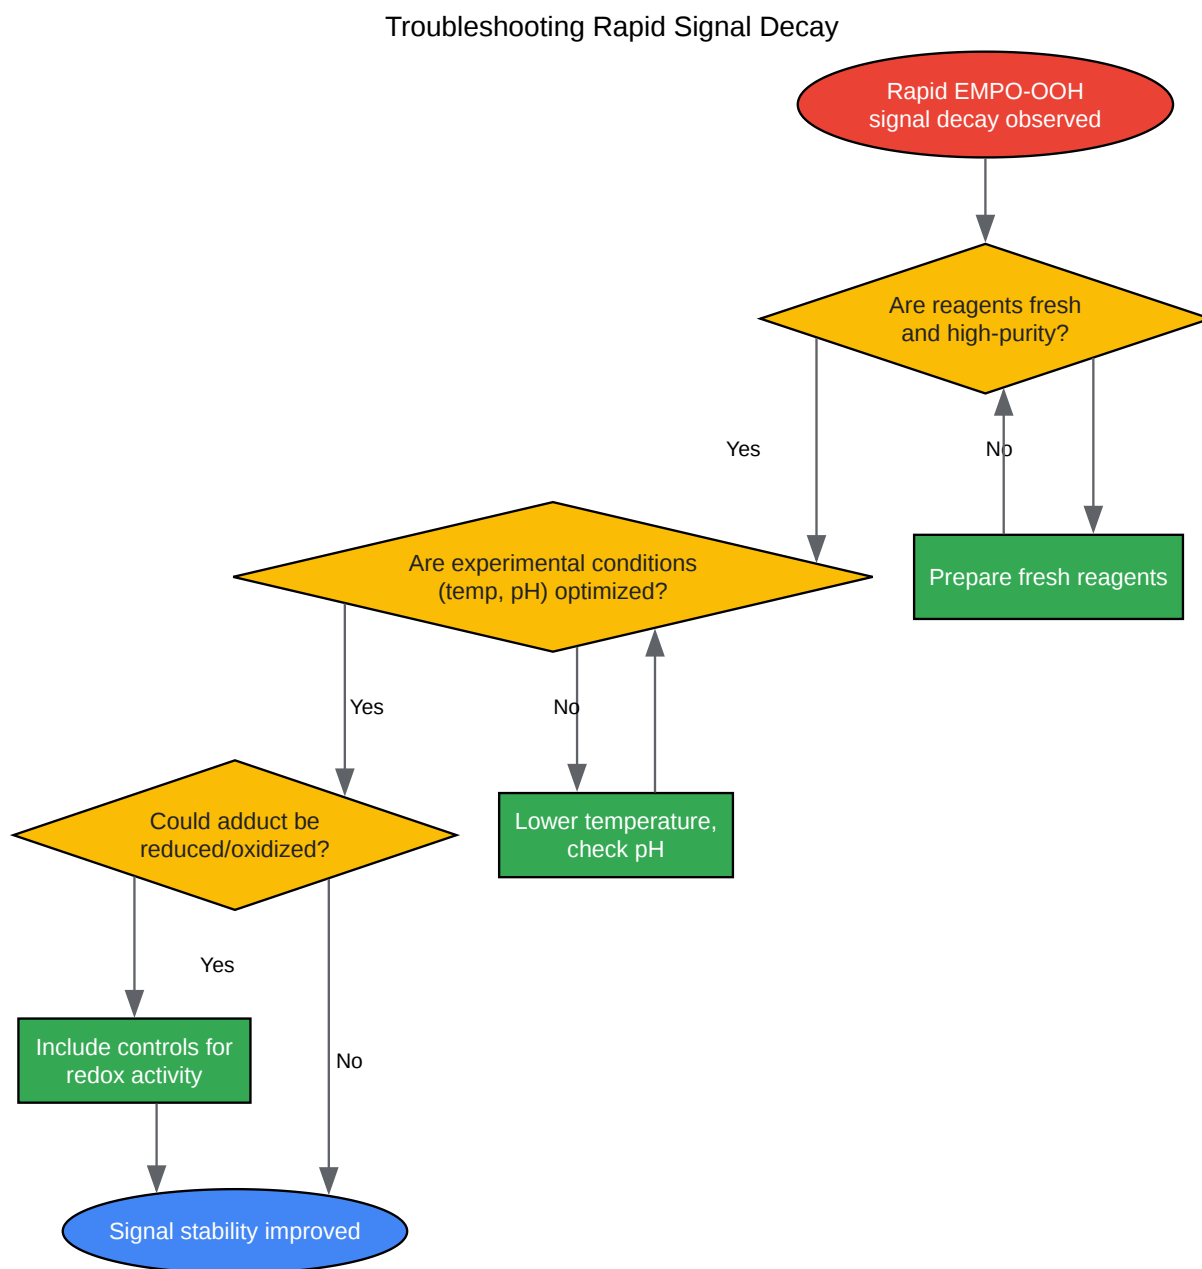 Troubleshooting Rapid Signal Decay
Rapid EMPO-OOH
signal decay observed
Are reagents fresh
and high-purity?
Yes
No
Are experimental conditions
(temp, pH) optimized?
Prepare fresh reagents
Yes
No
Could adduct be
reduced/oxidized?
Lower temperature,
check pH
Yes
Include controls for
redox activity
No
Signal stability improved